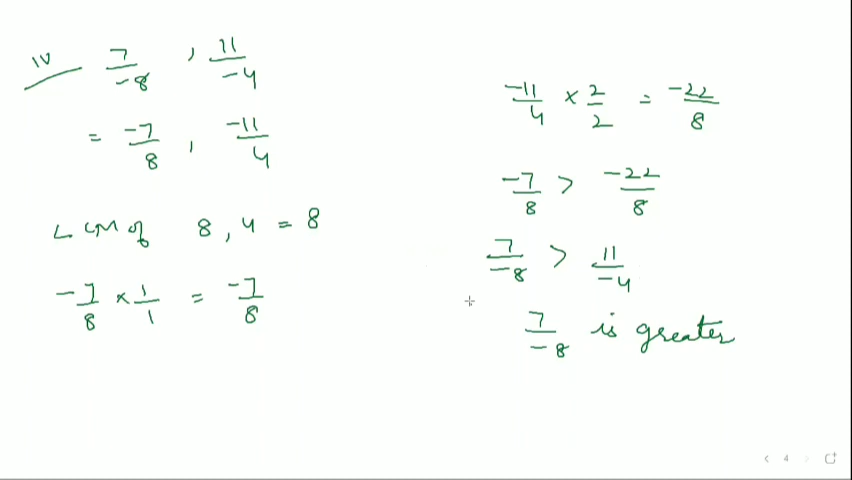 iv 7/-8 , 11/-4
= -7/8 , -11/4
LCM of 8, 4 = 8
-7/8 × 1/1 = -7/8
-11/4 × 2/2 = -22/8
-7/8 > -22/8
7/-8 > 11/-4
7/-8 is greater
4